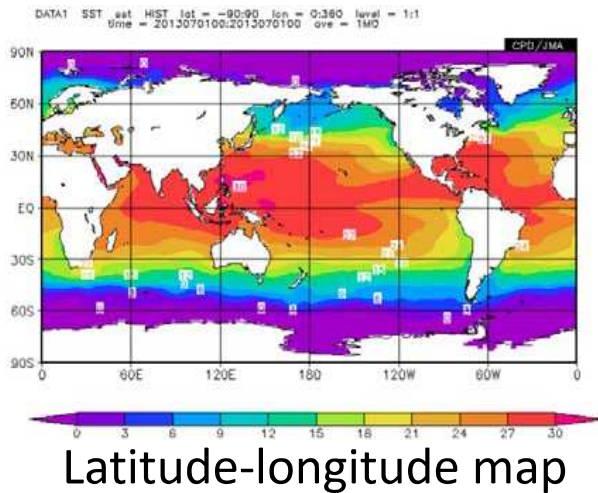 DATA1 SST sst HIST lat = -90:90 lon = 0:360 level = 1:1
time = 2013070100:2013070100 ave = 1MO
CPD/JMA
90N
60N
30N
EQ
30S
60S
90S
0 60E 120E 180 120W 60W 0
0 3 6 9 12 15 18 21 24 27 30
Latitude-longitude map